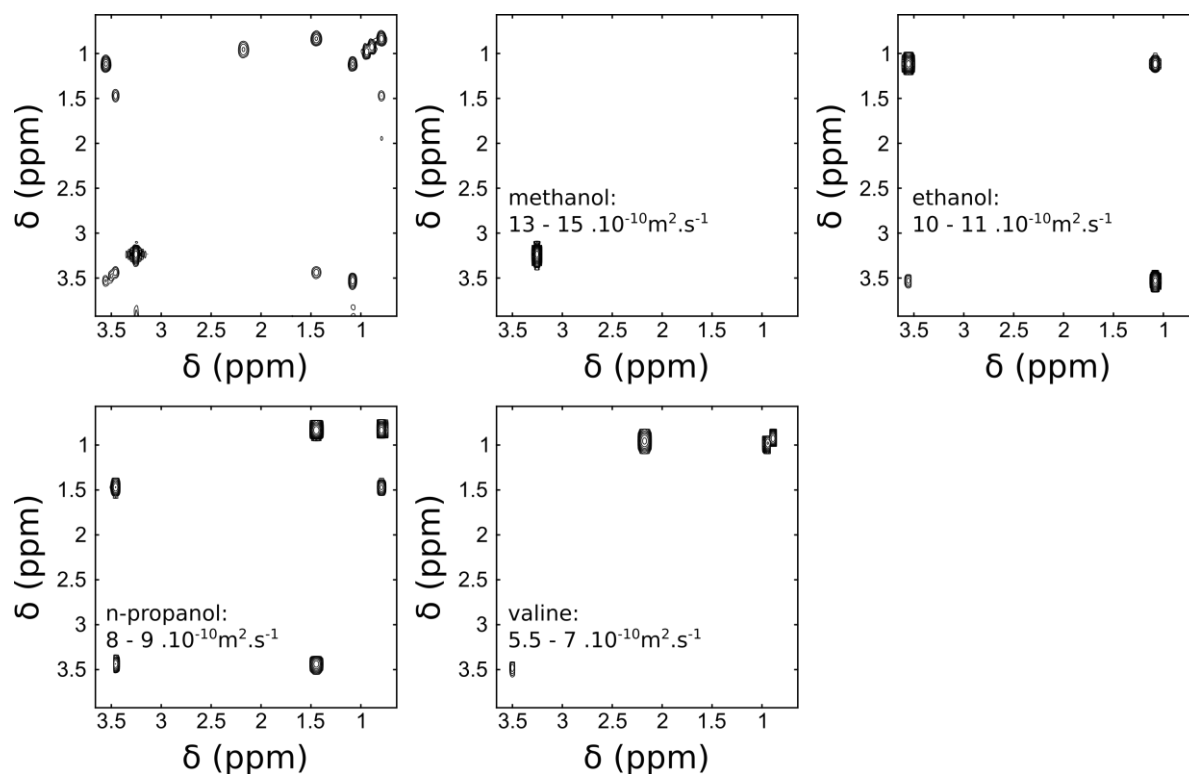 δ (ppm)
1
1.5
2
2.5
3
3.5
3.5 3 2.5 2 1.5 1
δ (ppm)
δ (ppm)
1
1.5
2
2.5
3
3.5
methanol:
13 - 15 .10⁻¹⁰m².s⁻¹
3.5 3 2.5 2 1.5 1
δ (ppm)
δ (ppm)
1
1.5
2
2.5
3
3.5
ethanol:
10 - 11 .10⁻¹⁰m².s⁻¹
3.5 3 2.5 2 1.5 1
δ (ppm)
δ (ppm)
1
1.5
2
2.5
3
3.5
n-propanol:
8 - 9 .10⁻¹⁰m².s⁻¹
3.5 3 2.5 2 1.5 1
δ (ppm)
δ (ppm)
1
1.5
2
2.5
3
3.5
valine:
5.5 - 7 .10⁻¹⁰m².s⁻¹
3.5 3 2.5 2 1.5 1
δ (ppm)